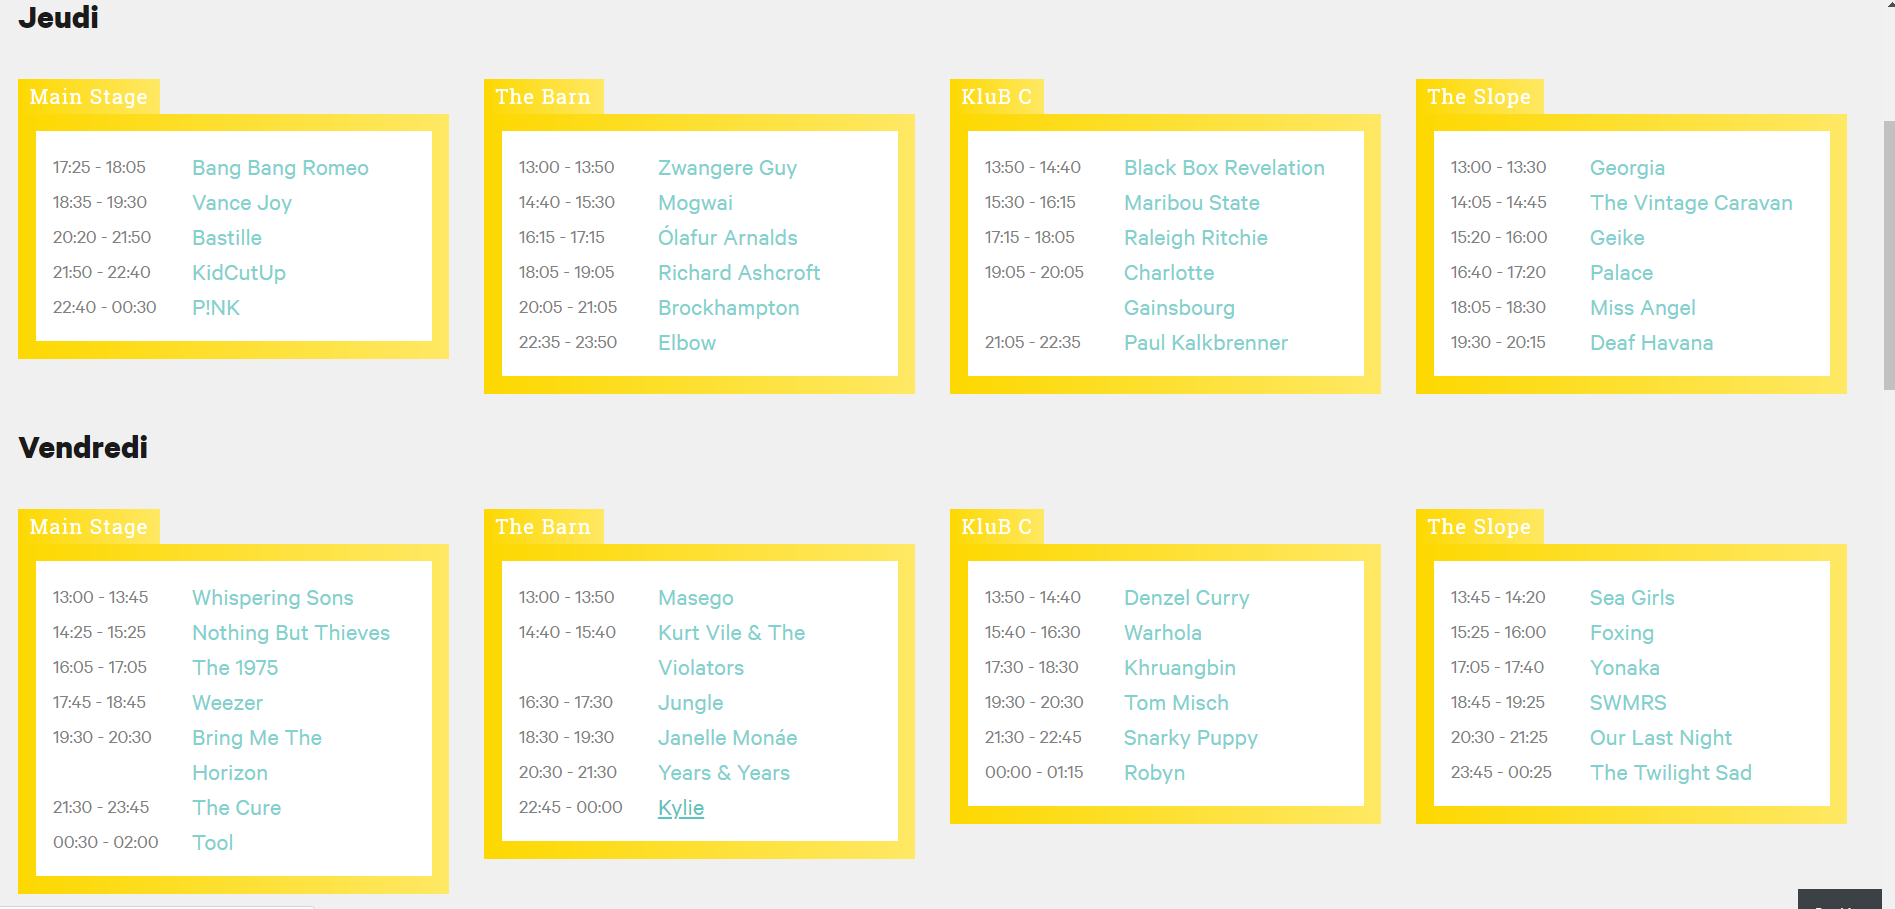 Jeudi
Main Stage
17:25 - 18:05 Bang Bang Romeo
18:35 - 19:30 Vance Joy
20:20 - 21:50 Bastille
21:50 - 22:40 KidCutUp
22:40 - 00:30 P!NK
The Barn
13:00 - 13:50 Zwangere Guy
14:40 - 15:30 Mogwai
16:15 - 17:15 Ólafur Arnalds
18:05 - 19:05 Richard Ashcroft
20:05 - 21:05 Brockhampton
22:35 - 23:50 Elbow
KluB C
13:50 - 14:40 Black Box Revelation
15:30 - 16:15 Maribou State
17:15 - 18:05 Raleigh Ritchie
19:05 - 20:05 Charlotte
Gainsbourg
21:05 - 22:35 Paul Kalkbrenner
The Slope
13:00 - 13:30 Georgia
14:05 - 14:45 The Vintage Caravan
15:20 - 16:00 Geike
16:40 - 17:20 Palace
18:05 - 18:30 Miss Angel
19:30 - 20:15 Deaf Havana
Vendredi
Main Stage
13:00 - 13:45 Whispering Sons
14:25 - 15:25 Nothing But Thieves
16:05 - 17:05 The 1975
17:45 - 18:45 Weezer
19:30 - 20:30 Bring Me The
Horizon
21:30 - 23:45 The Cure
00:30 - 02:00 Tool
The Barn
13:00 - 13:50 Masego
14:40 - 15:40 Kurt Vile & The
Violators
16:30 - 17:30 Jungle
18:30 - 19:30 Janelle Monáe
20:30 - 21:30 Years & Years
22:45 - 00:00 Kylie
KluB C
13:50 - 14:40 Denzel Curry
15:40 - 16:30 Warhola
17:30 - 18:30 Khruangbin
19:30 - 20:30 Tom Misch
21:30 - 22:45 Snarky Puppy
00:00 - 01:15 Robyn
The Slope
13:45 - 14:20 Sea Girls
15:25 - 16:00 Foxing
17:05 - 17:40 Yonaka
18:45 - 19:25 SWMRS
20:30 - 21:25 Our Last Night
23:45 - 00:25 The Twilight Sad